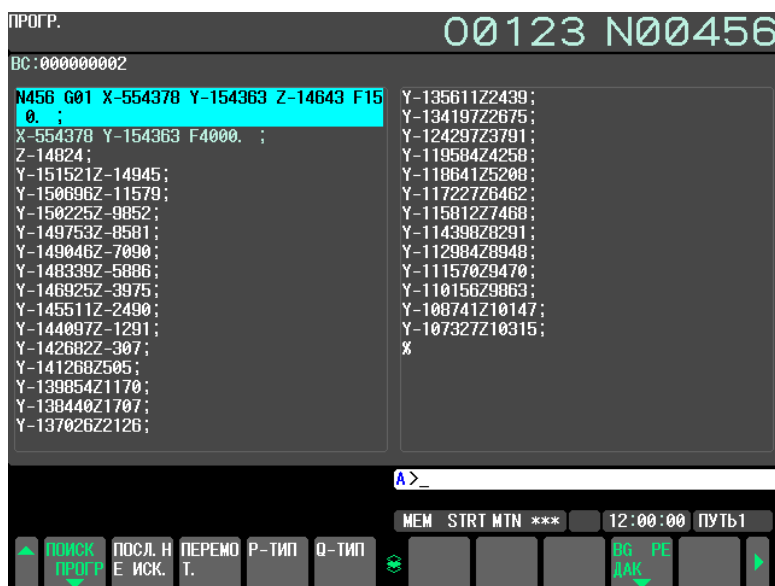 ПРОГР.
O0123 N00456
ВС:000000002
N456 G01 X-554378 Y-154363 Z-14643 F15
0. ;
X-554378 Y-154363 F4000. ;
Z-14824;
Y-151521Z-14945;
Y-150696Z-11579;
Y-150225Z-9852;
Y-149753Z-8581;
Y-149046Z-7090;
Y-148339Z-5886;
Y-146925Z-3975;
Y-145511Z-2490;
Y-144097Z-1291;
Y-142682Z-307;
Y-141268Z505;
Y-139854Z1170;
Y-138440Z1707;
Y-137026Z2126;
Y-135611Z2439;
Y-134197Z2675;
Y-124297Z3791;
Y-119584Z4258;
Y-118641Z5208;
Y-117227Z6462;
Y-115812Z7468;
Y-114398Z8291;
Y-112984Z8948;
Y-111570Z9470;
Y-110156Z9863;
Y-108741Z10147;
Y-107327Z10315;
%
A>_
MEM STRT MTN ***
12:00:00
ПУТЬ1
ПОИСК
ПРОГР
ПОСЛ. Н
Е ИСК.
ПЕРЕМО
Т.
P-ТИП
Q-ТИП
BG РЕ
ДАК